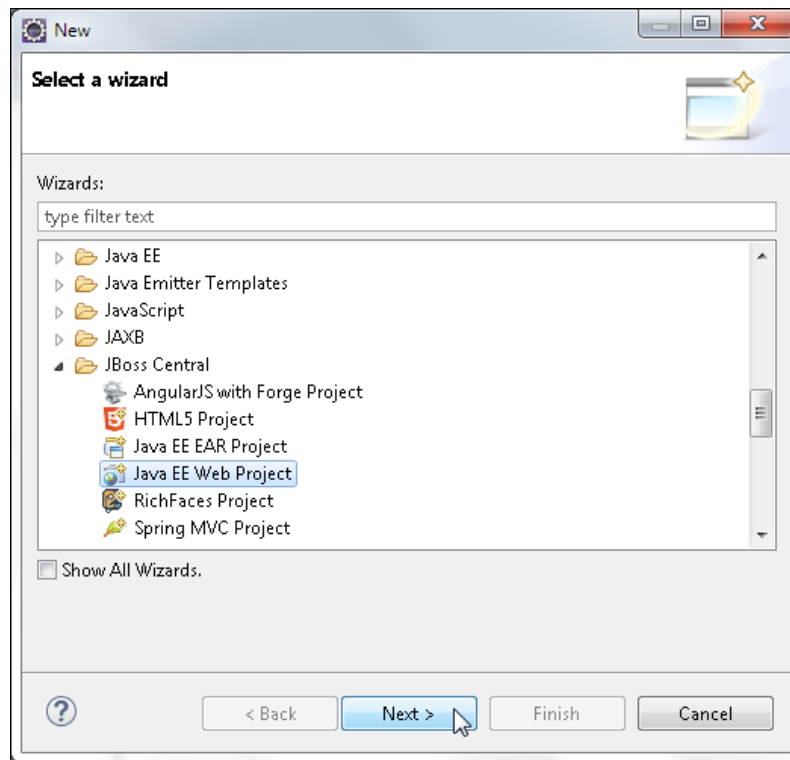 New
Select a wizard
Wizards:
type filter text
Java EE
Java Emitter Templates
JavaScript
JAXB
JBoss Central
AngularJS with Forge Project
HTML5 Project
Java EE EAR Project
Java EE Web Project
RichFaces Project
Spring MVC Project
Show All Wizards.
< Back Next > Finish Cancel